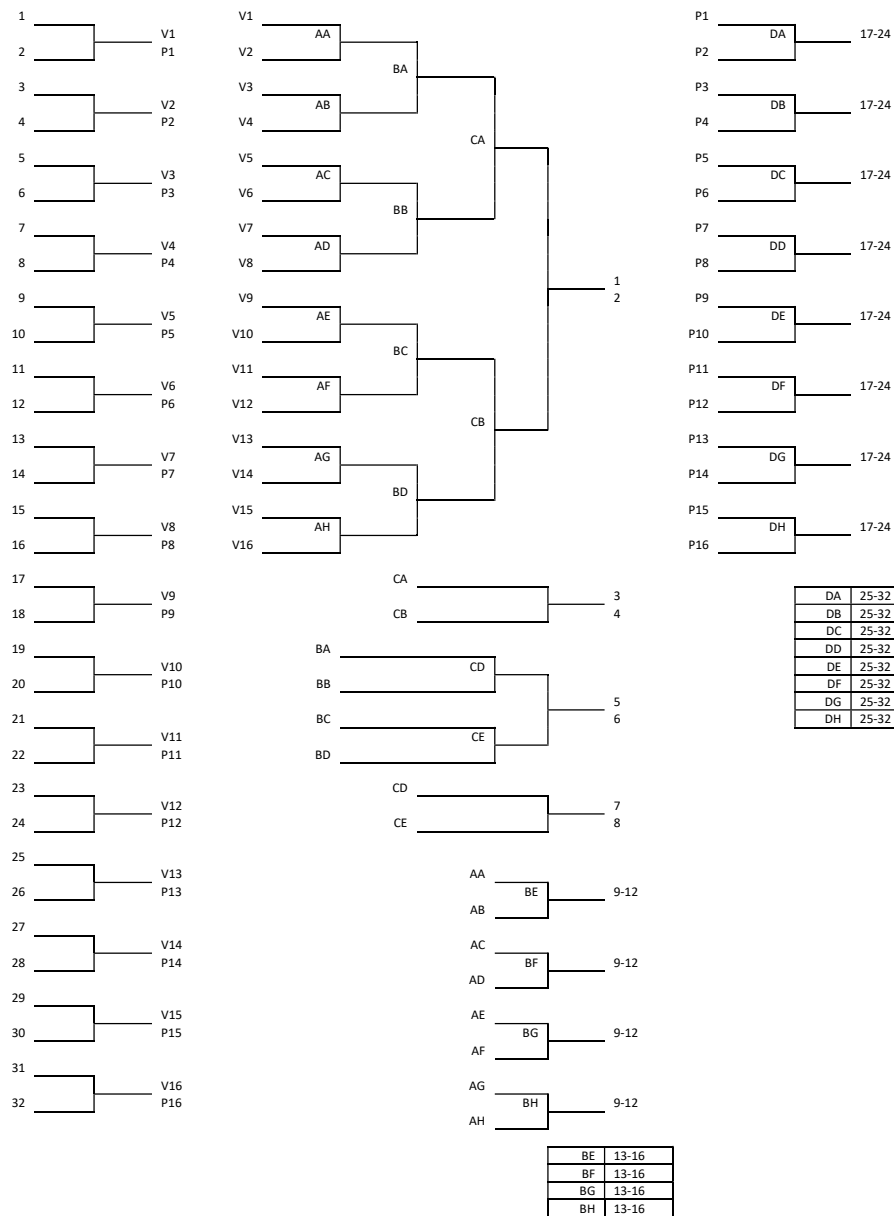 1
V1
P1
2
3
V2
P2
4
5
V3
P3
6
7
V4
P4
8
9
V5
P5
10
11
V6
P6
12
13
V7
P7
14
15
V8
P8
16
17
V9
P9
18
19
V10
P10
20
21
V11
P11
22
23
V12
P12
24
25
V13
P13
26
27
V14
P14
28
29
V15
P15
30
31
V16
P16
32
V1
AA
V2
BA
V3
AB
V4
CA
V5
AC
V6
BB
V7
AD
V8
1
2
V9
AE
V10
BC
V11
AF
V12
CB
V13
AG
V14
BD
V15
AH
V16
CA
3
4
CB
BA
CD
BB
5
6
BC
CE
BD
CD
7
8
CE
AA
BE 9-12
AB
AC
BF 9-12
AD
AE
BG 9-12
AF
AG
BH 9-12
AH
BE 13-16
BF 13-16
BG 13-16
BH 13-16
P1
DA 17-24
P2
P3
DB 17-24
P4
P5
DC 17-24
P6
P7
DD 17-24
P8
P9
DE 17-24
P10
P11
DF 17-24
P12
P13
DG 17-24
P14
P15
DH 17-24
P16
DA 25-32
DB 25-32
DC 25-32
DD 25-32
DE 25-32
DF 25-32
DG 25-32
DH 25-32